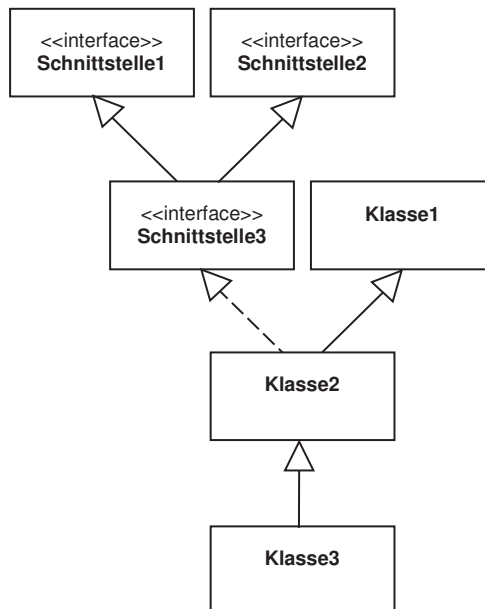 <<interface>>
Schnittstelle1
<<interface>>
Schnittstelle2
<<interface>>
Schnittstelle3
Klasse1
Klasse2
Klasse3